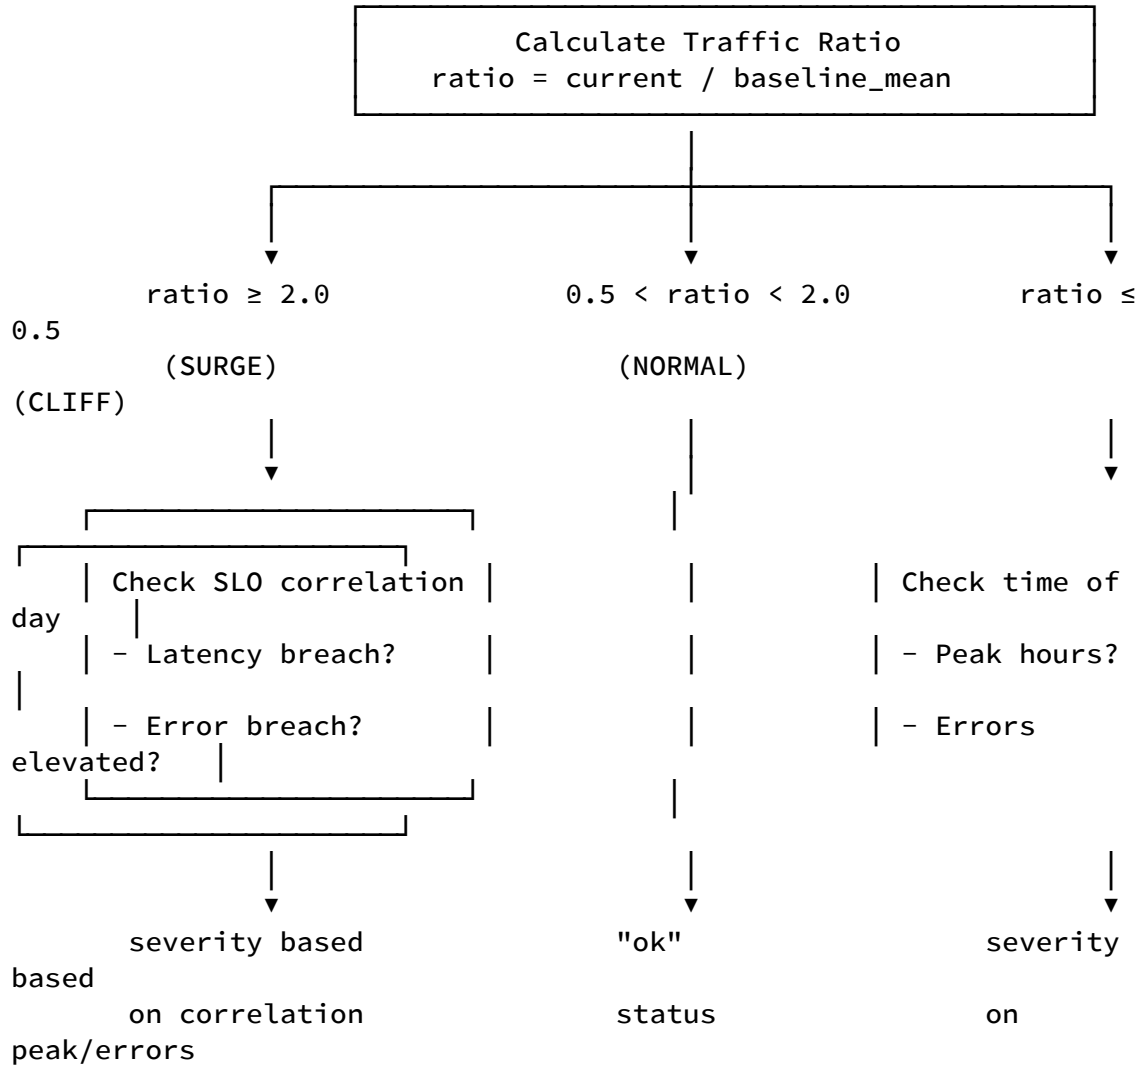 Calculate Traffic Ratio
ratio = current / baseline_mean
ratio ≥ 2.0 0.5 < ratio < 2.0 ratio ≤
0.5
(SURGE) (NORMAL)
(CLIFF)
Check SLO correlation Check time of
day
- Latency breach? - Peak hours?
- Error breach? - Errors
elevated?
severity based "ok" severity
based
on correlation status on
peak/errors